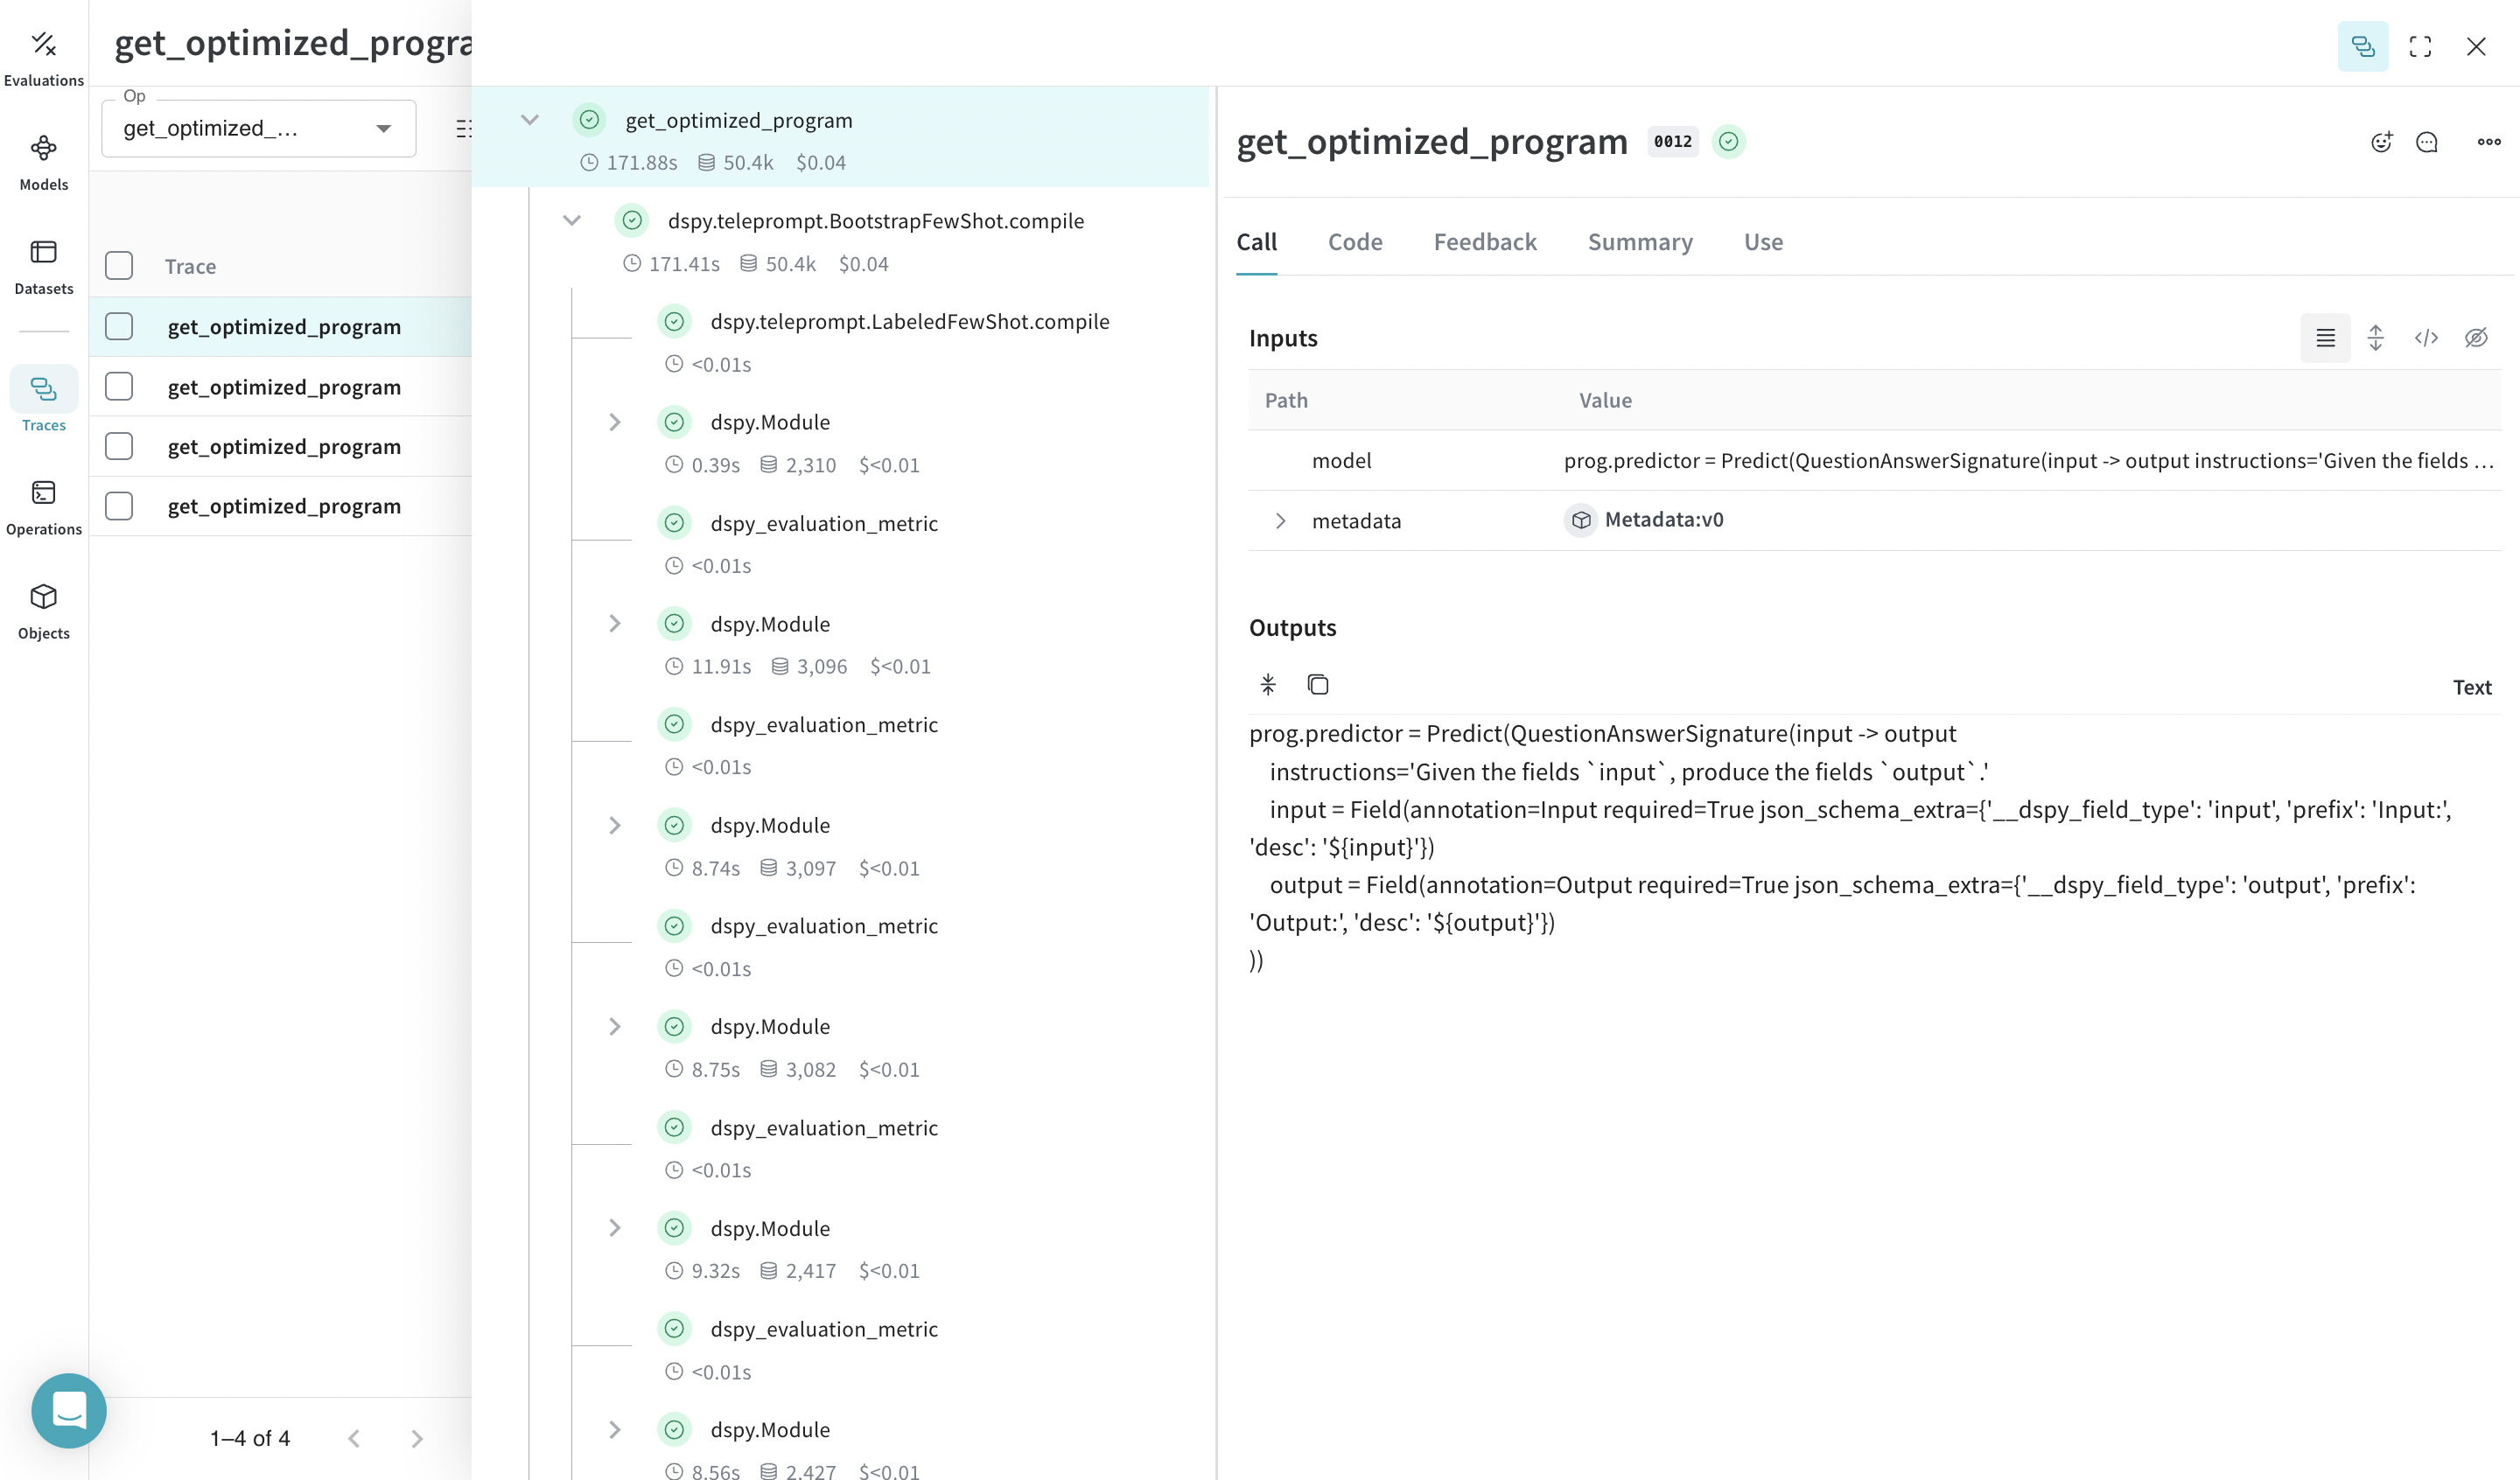 Evaluations
Models
Datasets
Traces
Operations
Objects
get_optimized_progra
Op
get_optimized_...
Trace
get_optimized_program
get_optimized_program
get_optimized_program
get_optimized_program
1–4 of 4
get_optimized_program
171.88s 50.4k $0.04
dspy.teleprompt.BootstrapFewShot.compile
171.41s 50.4k $0.04
dspy.teleprompt.LabeledFewShot.compile
<0.01s
dspy.Module
0.39s 2,310 $<0.01
dspy_evaluation_metric
<0.01s
dspy.Module
11.91s 3,096 $<0.01
dspy_evaluation_metric
<0.01s
dspy.Module
8.74s 3,097 $<0.01
dspy_evaluation_metric
<0.01s
dspy.Module
8.75s 3,082 $<0.01
dspy_evaluation_metric
<0.01s
dspy.Module
9.32s 2,417 $<0.01
dspy_evaluation_metric
<0.01s
dspy.Module
8.56s 2,427 $<0.01
get_optimized_program 0012
Call Code Feedback Summary Use
Inputs
Path Value
model prog.predictor = Predict(QuestionAnswerSignature(input -> output instructions='Given the fields ...
metadata Metadata:v0
Outputs
Text
prog.predictor = Predict(QuestionAnswerSignature(input -> output
instructions='Given the fields `input`, produce the fields `output`.'
input = Field(annotation=Input required=True json_schema_extra={'__dspy_field_type': 'input', 'prefix': 'Input:',
'desc': '${input}'})
output = Field(annotation=Output required=True json_schema_extra={'__dspy_field_type': 'output', 'prefix':
'Output:', 'desc': '${output}'})
))